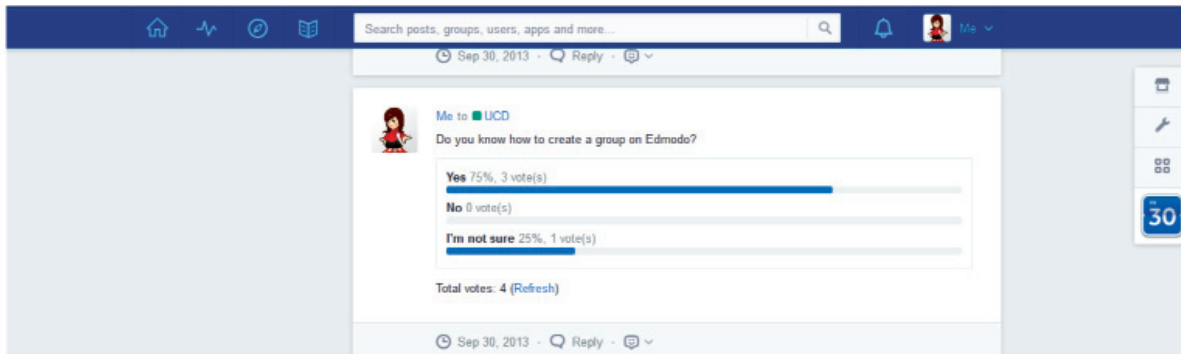 Search posts, groups, users, apps and more...
Me
Sep 30, 2013 · Reply ·
Me to UCD
Do you know how to create a group on Edmodo?
Yes 75%, 3 vote(s)
No 0 vote(s)
I'm not sure 25%, 1 vote(s)
30
Total votes: 4 (Refresh)
Sep 30, 2013 · Reply ·